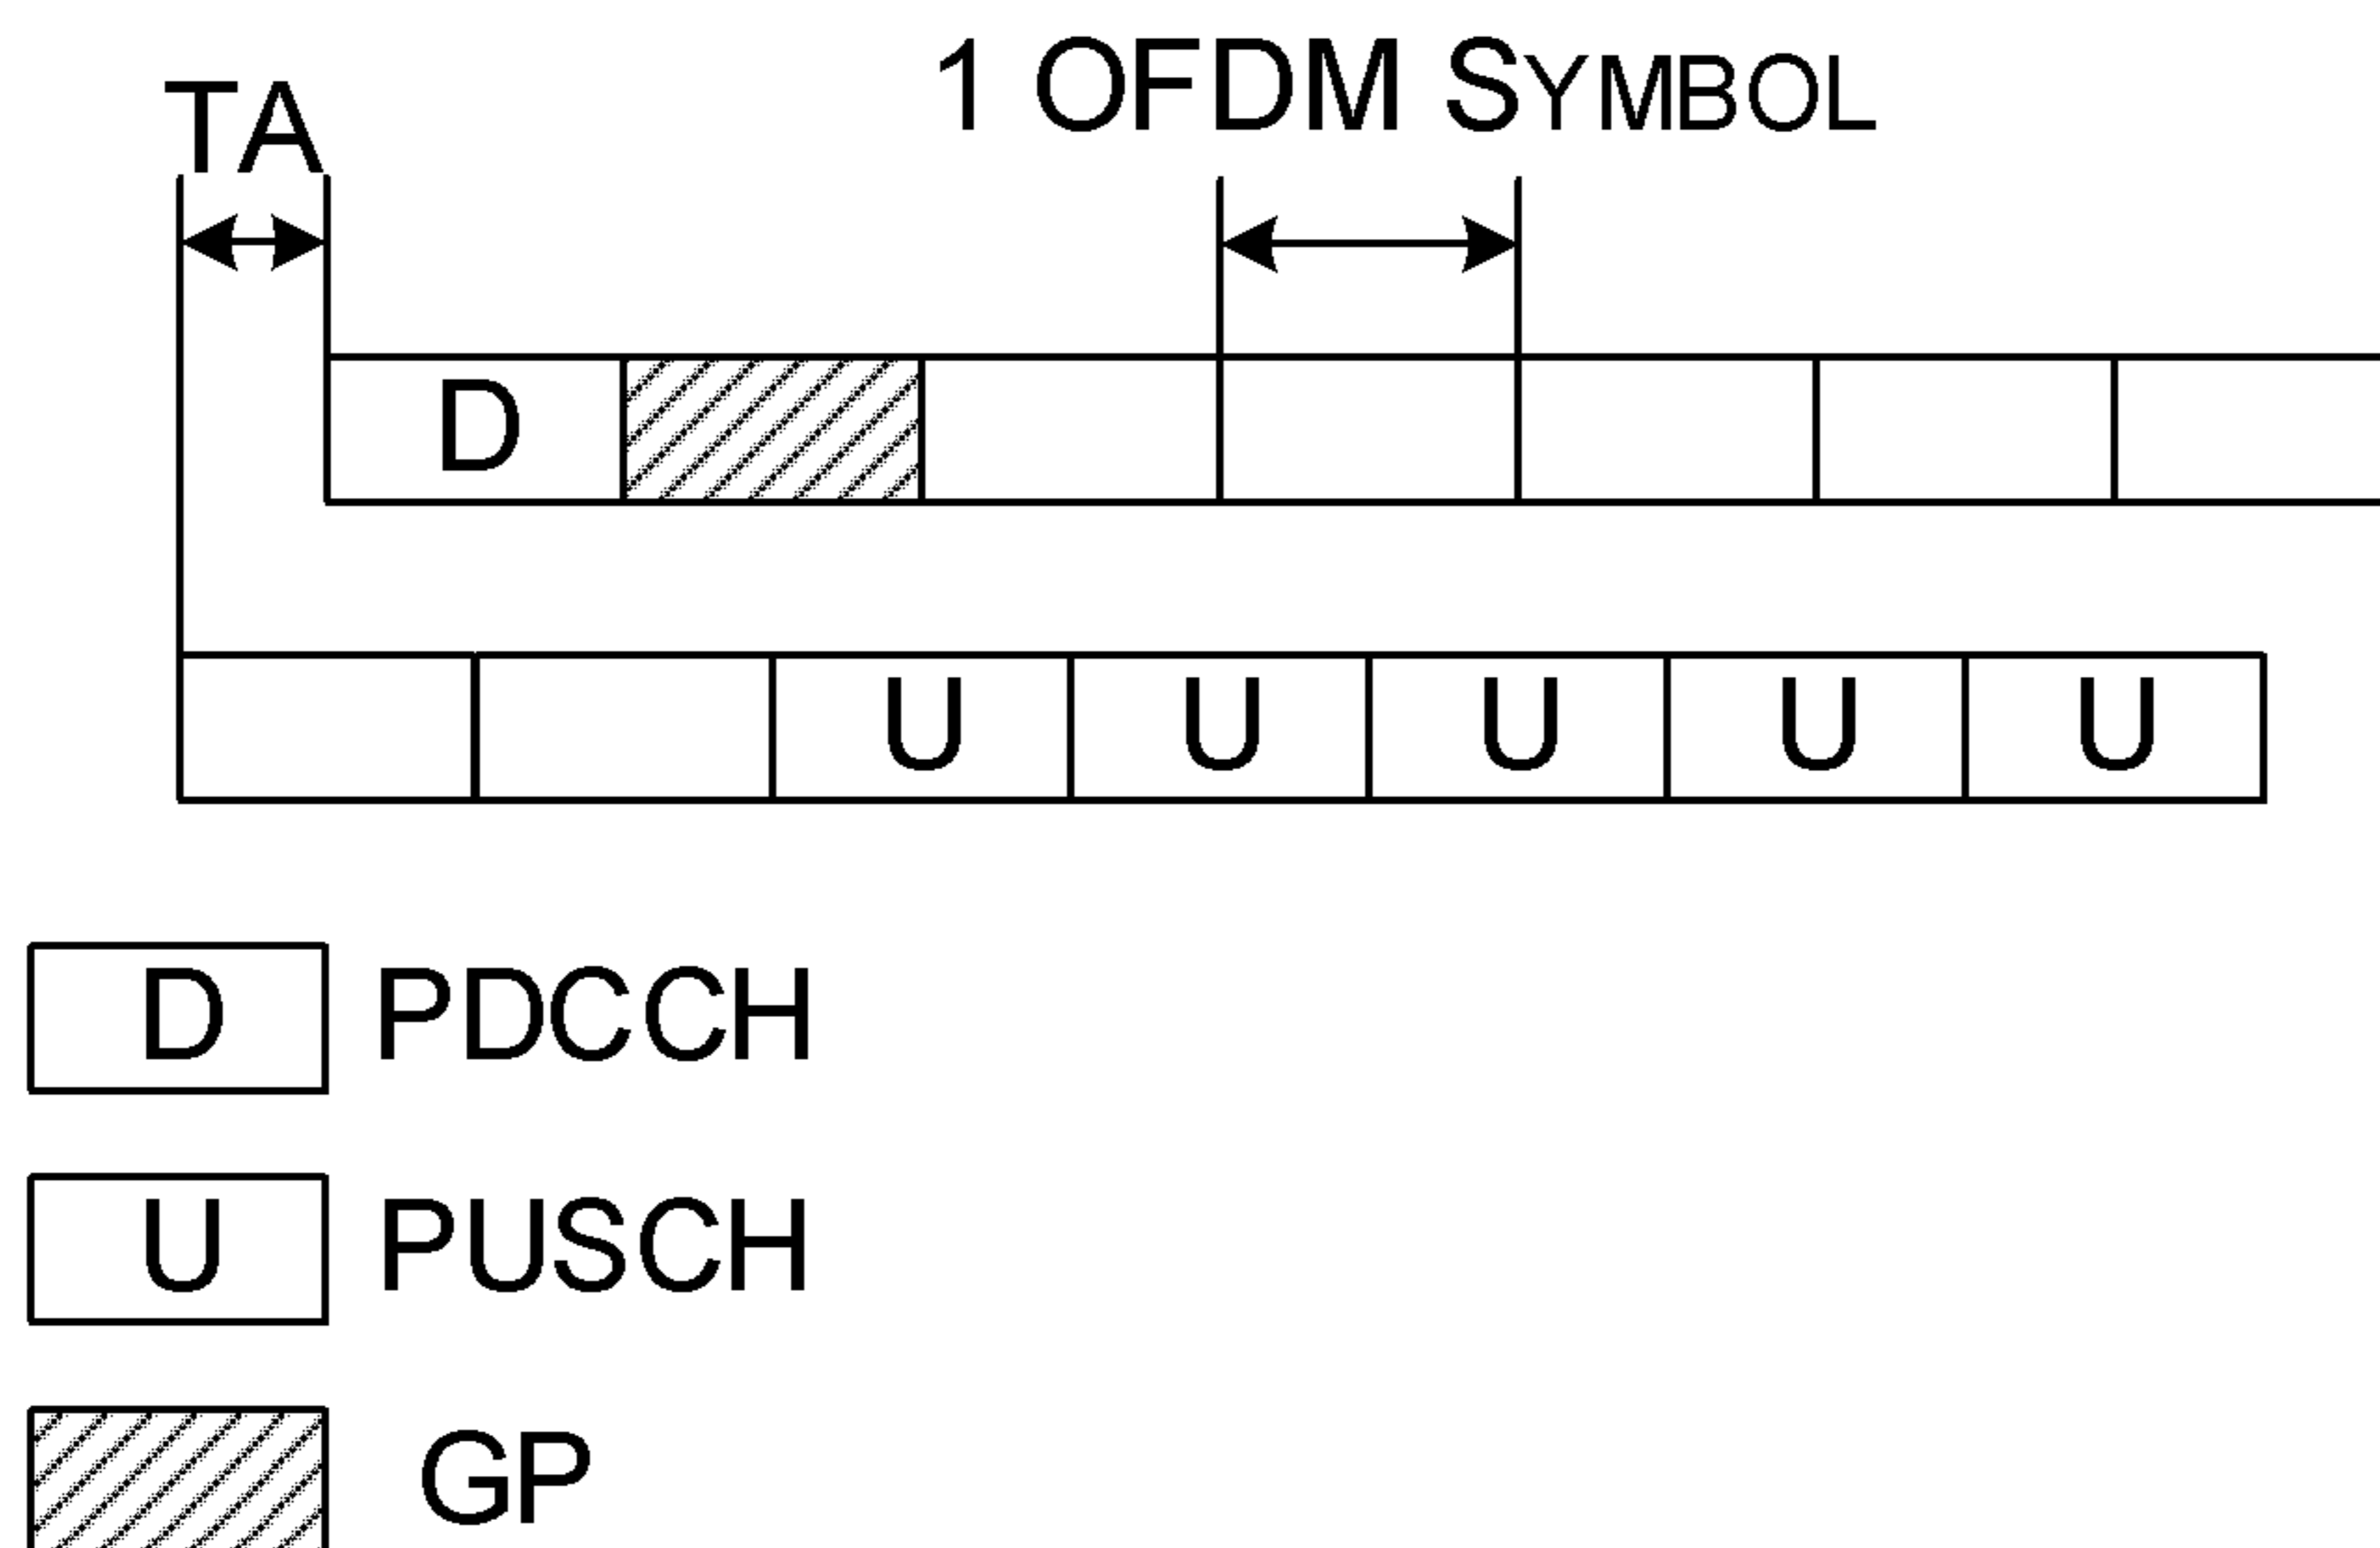 1 OFDM SYMBOL
TA
D
U U U U U
D PDCCH
U PUSCH
GP